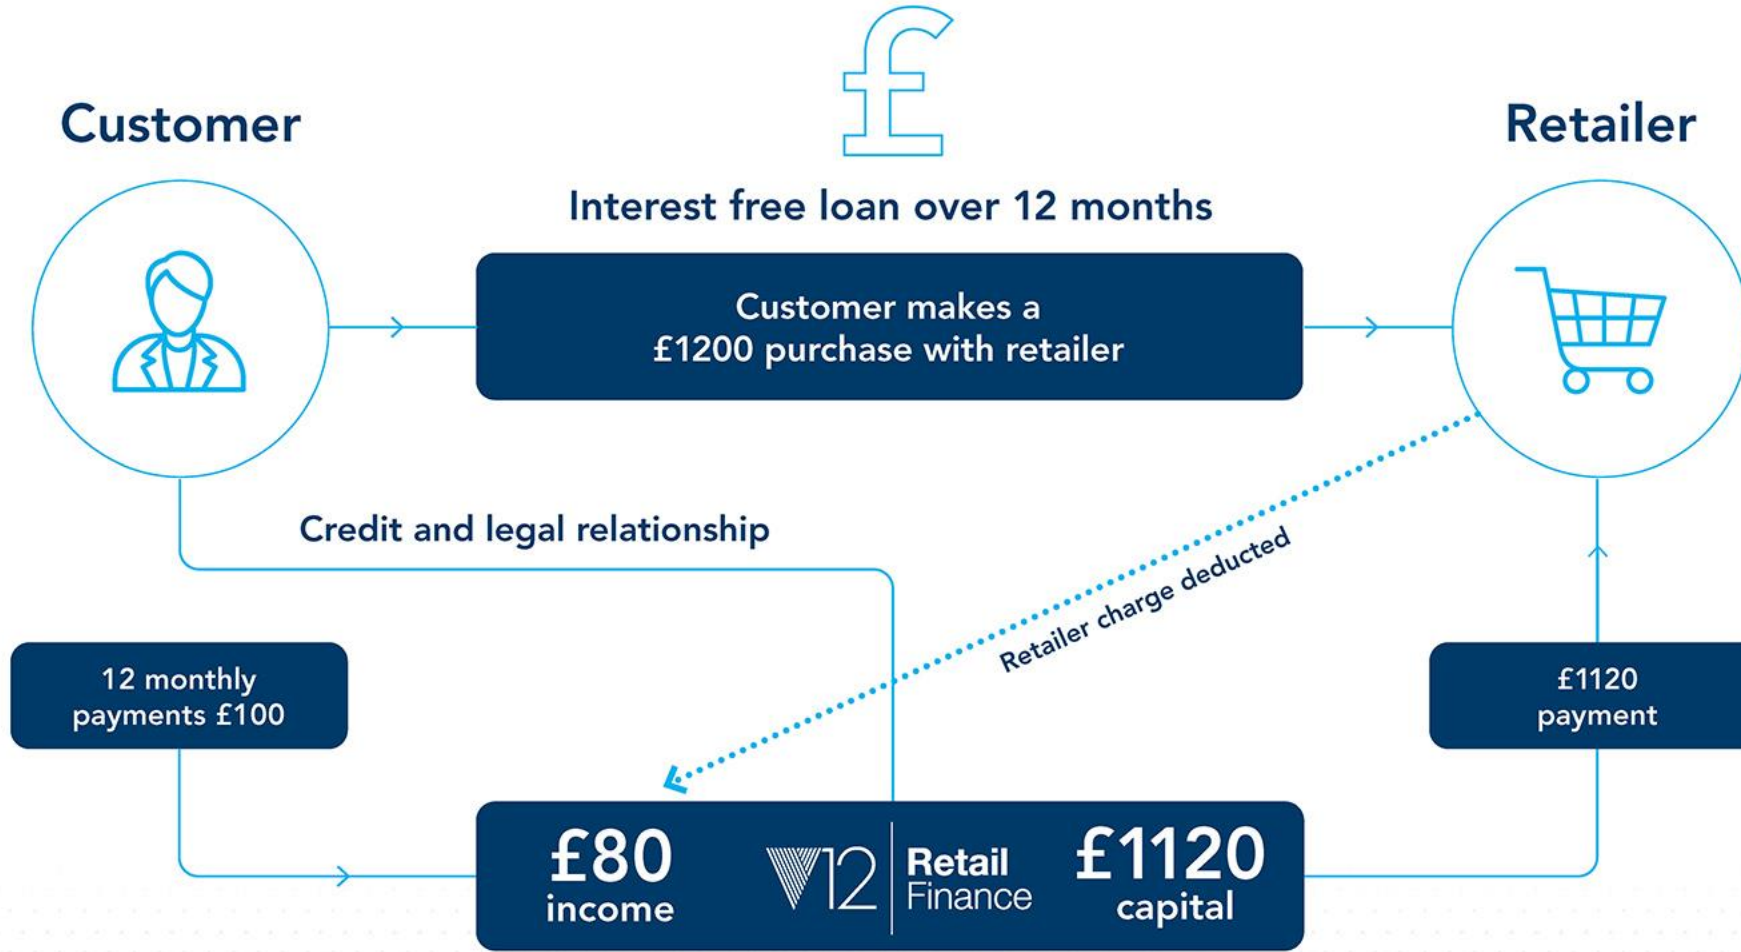 £
Customer
Retailer
Interest free loan over 12 months
Customer makes a
£1200 purchase with retailer
Credit and legal relationship
Retailer charge deducted
12 monthly
payments £100
£1120
payment
£80
income
V12
Retail
Finance
£1120
capital